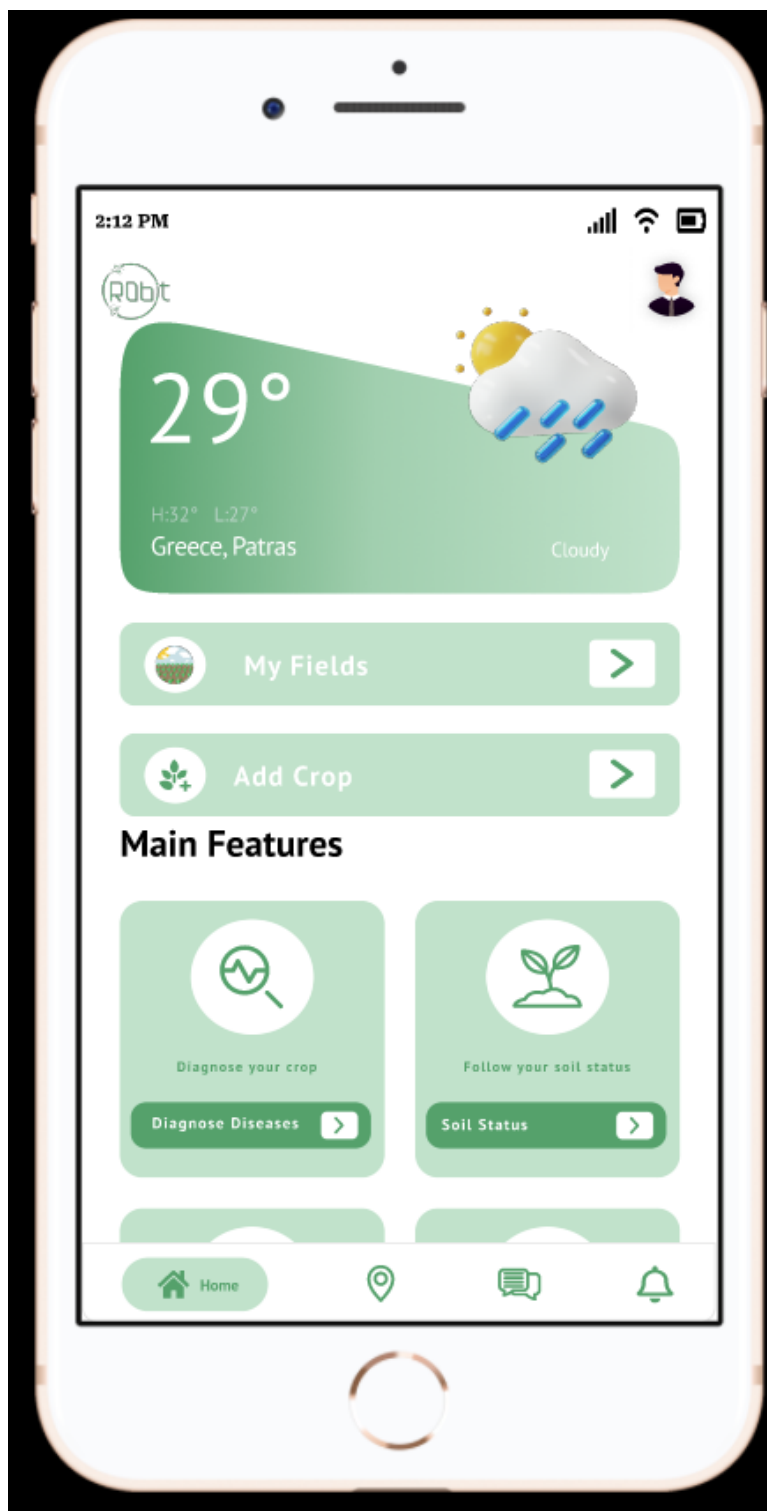 2:12 PM
R0bit
29°
H:32° L:27°
Greece, Patras
Cloudy
My Fields
Add Crop
Main Features
Diagnose your crop
Follow your soil status
Diagnose Diseases
Soil Status
Home